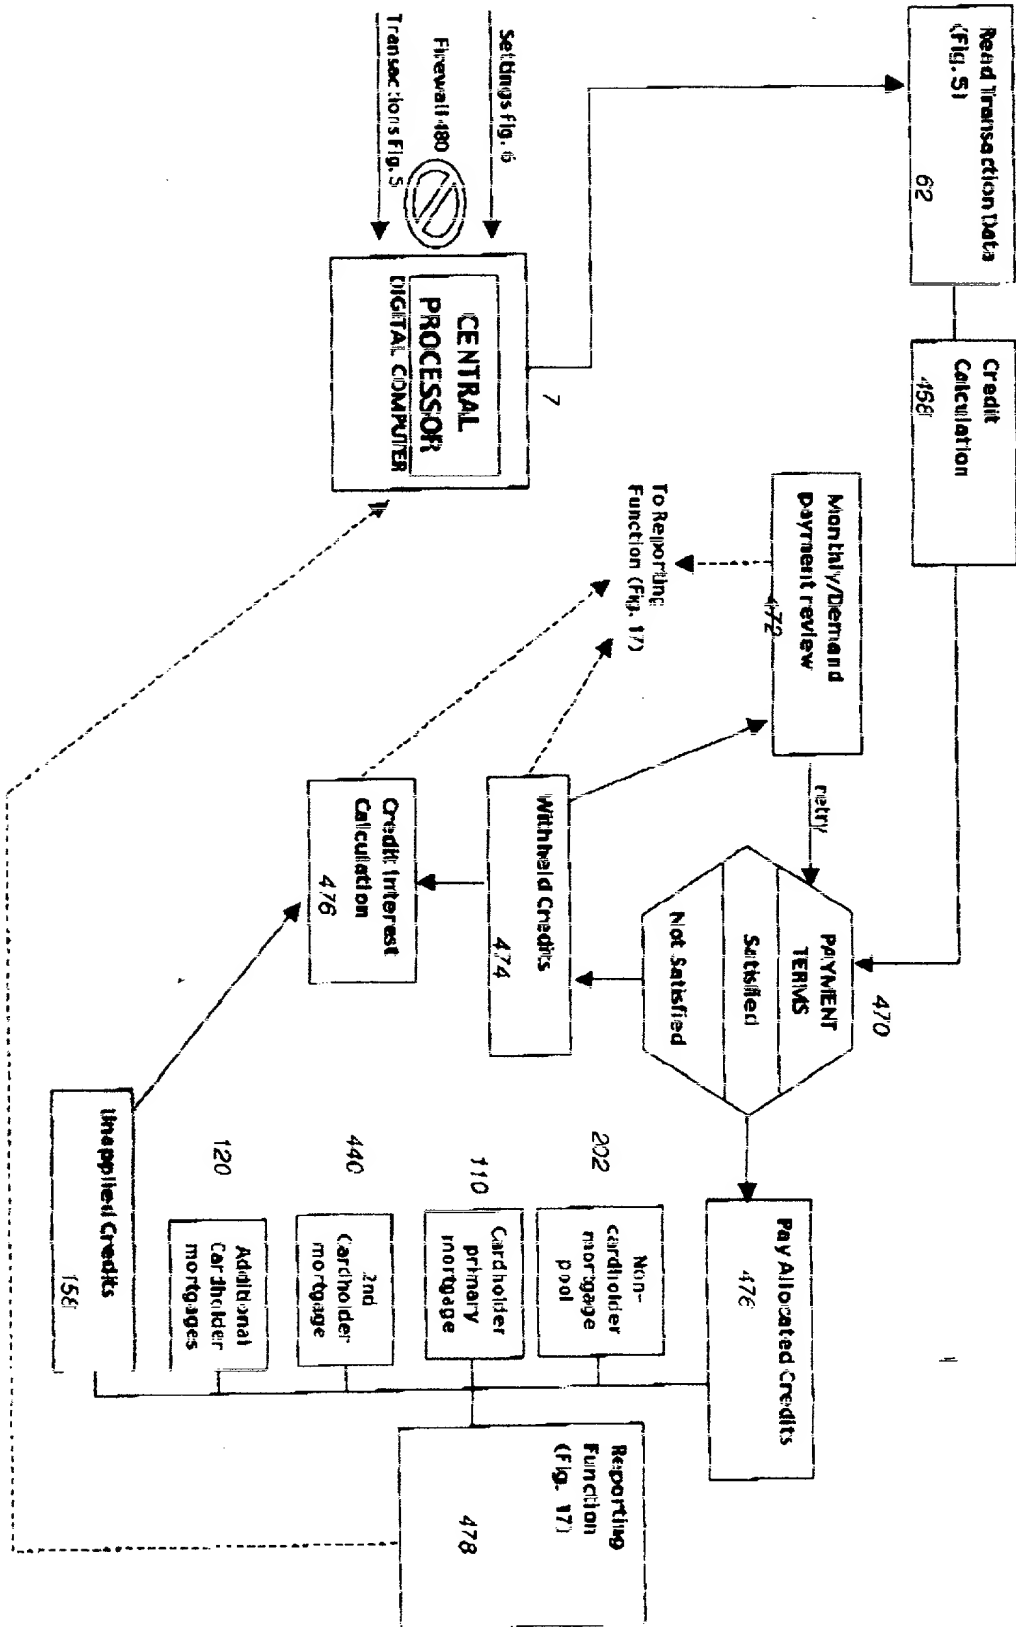 Read Transaction Data
(Fig. 5)
62
Credit
Calculation
468
Settings fig. 6
Firewall 480
Transactions Fig. 5
CENTRAL
PROCESSOR
DIGITAL COMPUTER
7
Monthly/Demand
payment review
472
To Reporting
Function (Fig. 17)
retry
PAYMENT
TERMS
Satisfied
Not Satisfied
470
Withheld Credits
474
Credit Interest
Calculation
476
Pay Allocated Credits
476
Non-
cardholder
mortgage
pool
202
Cardholder
primary
mortgage
110
2nd
Cardholder
mortgage
440
Additional
Cardholder
mortgages
120
Unapplied Credits
158
Reporting
Function
(Fig. 17)
478